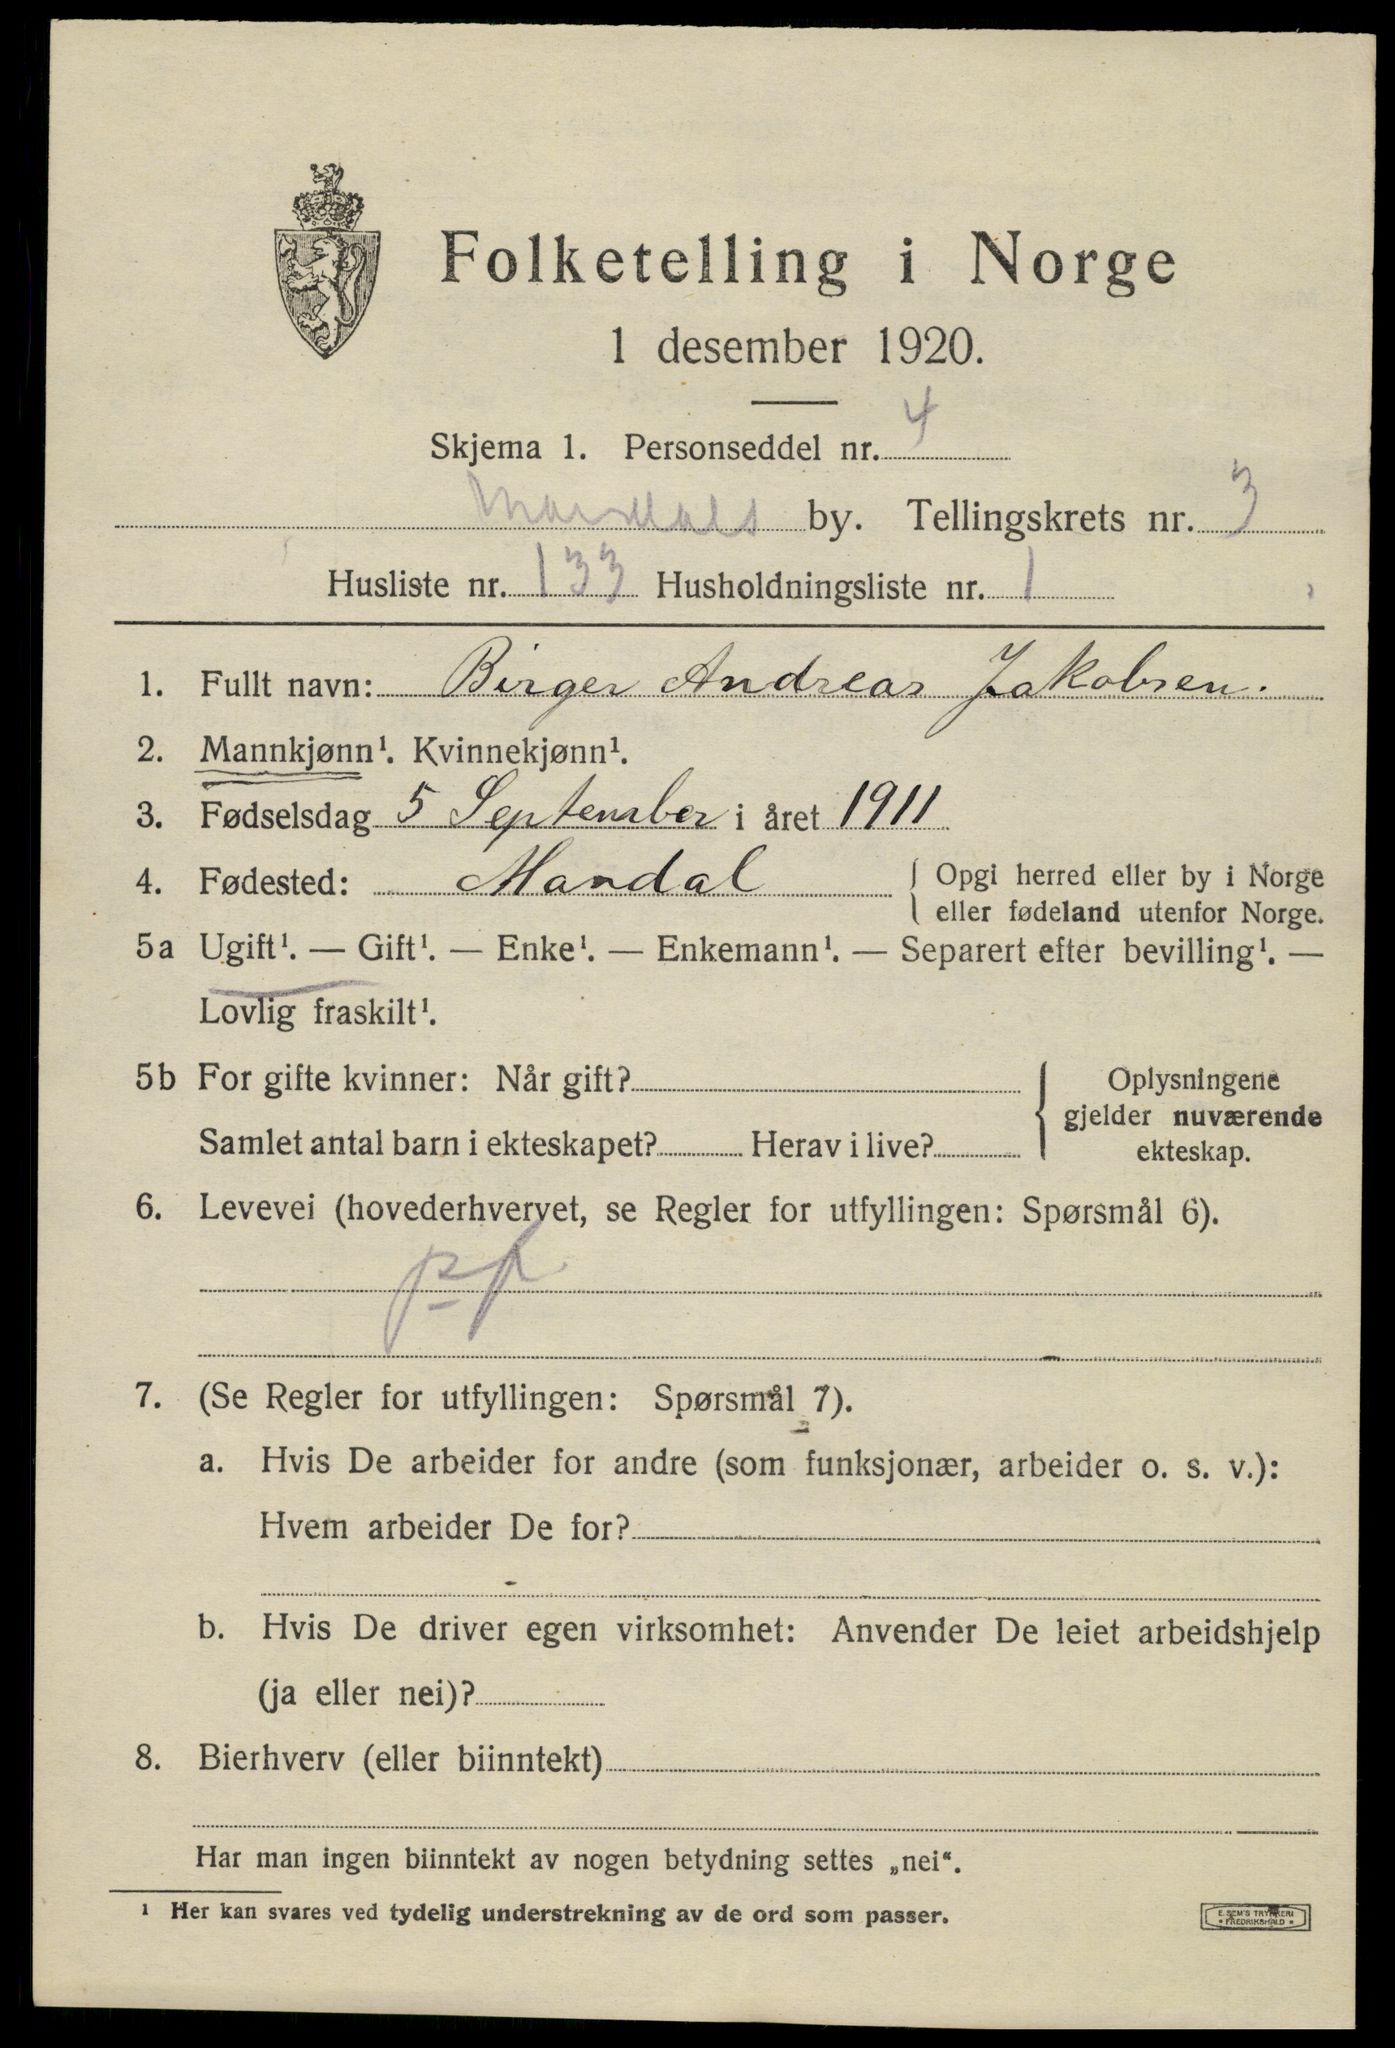 Folketelling i Norge
1 desember 1920.
Skjema 1. Personseddel nr. 4
Mandals by. Tellingskrets nr. 3
Husliste nr. 133 Husholdningsliste nr. 1
1. Fullt navn: Birger Andreas Jakobsen.
2. Mannkjønn¹. Kvinnekjønn¹.
3. Fødselsdag 5 September i året 1911
4. Fødested: Mandal { Opgi herred eller by i Norge
eller fødeland utenfor Norge.
5a Ugift¹. — Gift¹. — Enke¹. — Enkemann¹. — Separert efter bevilling¹. —
Lovlig fraskilt¹.
5b For gifte kvinner: Når gift? { Oplysningene
gjelder nuværende
Samlet antal barn i ekteskapet? Herav i live?
ekteskap.
6. Levevei (hovederhvervet, se Regler for utfyllingen: Spørsmål 6).
7. (Se Regler for utfyllingen: Spørsmål 7).
a. Hvis De arbeider for andre (som funksjonær, arbeider o. s. v.):
Hvem arbeider De for?
b. Hvis De driver egen virksomhet: Anvender De leiet arbeidshjelp
(ja eller nei)?
8. Bierhverv (eller biinntekt)
Har man ingen biinntekt av nogen betydning settes „nei“.
¹ Her kan svares ved tydelig understrekning av de ord som passer.
E. SEM'S TRYKKERI
* FREDRIKSHALD *